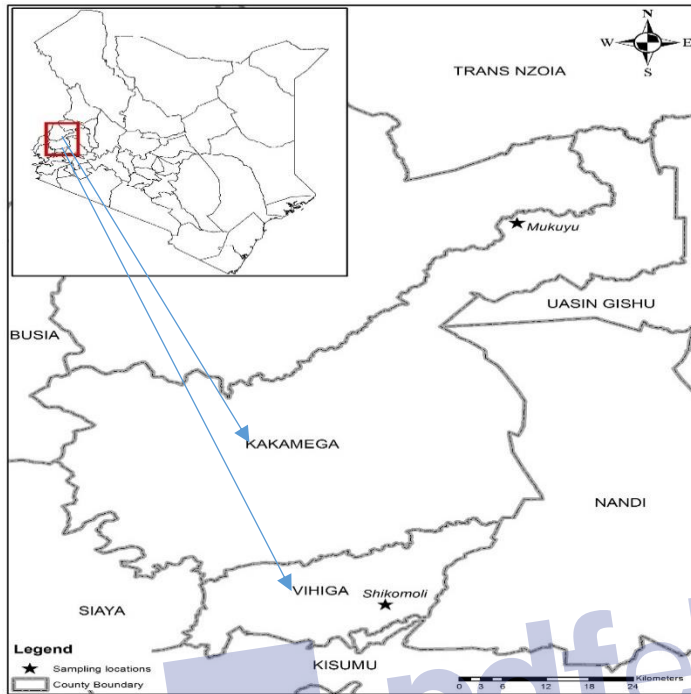 N
W E
S
TRANS NZOIA
Mukuyu
UASIN GISHU
BUSIA
KAKAMEGA
NANDI
VIHIGA
Shikomoli
SIAYA
Legend
Sampling locations
County Boundary
KISUMU
Kilometers
0 3 6 12 18 24